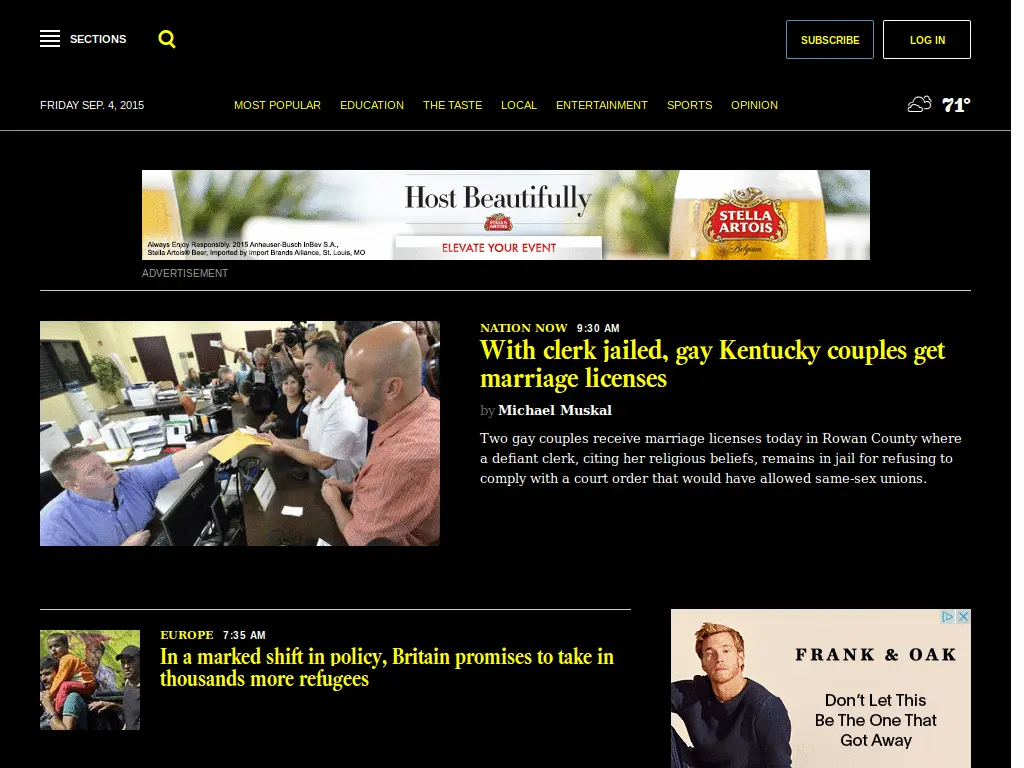 SECTIONS
SUBSCRIBE
LOG IN
FRIDAY SEP. 4, 2015
MOST POPULAR
EDUCATION
THE TASTE
LOCAL
ENTERTAINMENT
SPORTS
OPINION
71°
Host Beautifully
STELLA ARTOIS
ELEVATE YOUR EVENT
Always Enjoy Responsibly. 2015 Anheuser-Busch InBev S.A.,
Stella Artois® Beer, Imported by Import Brands Alliance, St. Louis, MO
STELLA
ARTOIS
Belgium
ADVERTISEMENT
NATION NOW 9:30 AM
With clerk jailed, gay Kentucky couples get
marriage licenses
by Michael Muskal
Two gay couples receive marriage licenses today in Rowan County where
a defiant clerk, citing her religious beliefs, remains in jail for refusing to
comply with a court order that would have allowed same-sex unions.
EUROPE 7:35 AM
In a marked shift in policy, Britain promises to take in
thousands more refugees
FRANK & OAK
Don't Let This
Be The One That
Got Away